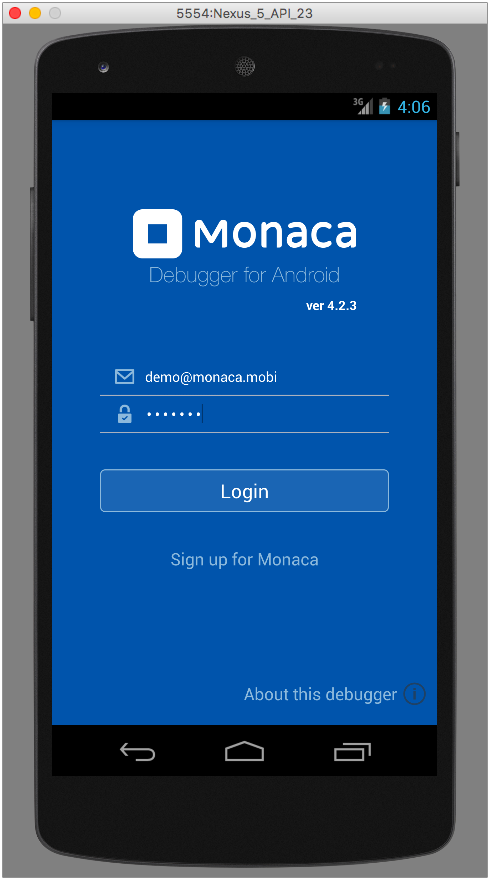 5554:Nexus_5_API_23
3G 4:06
Monaca
Debugger for Android
ver 4.2.3
demo@monaca.mobi
•••••••
Login
Sign up for Monaca
About this debugger